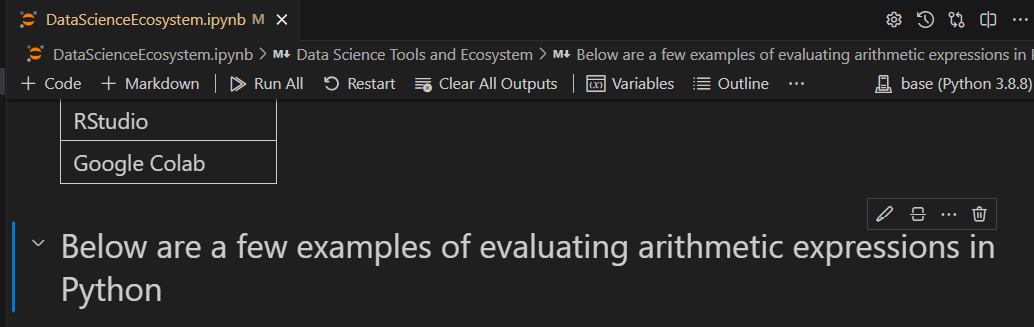 DataScienceEcosystem.ipynb M
DataScienceEcosystem.ipynb > M↓ Data Science Tools and Ecosystem > M↓ Below are a few examples of evaluating arithmetic expressions in
+ Code + Markdown Run All Restart Clear All Outputs (x) Variables Outline ... base (Python 3.8.8)
RStudio
Google Colab
Below are a few examples of evaluating arithmetic expressions in
Python